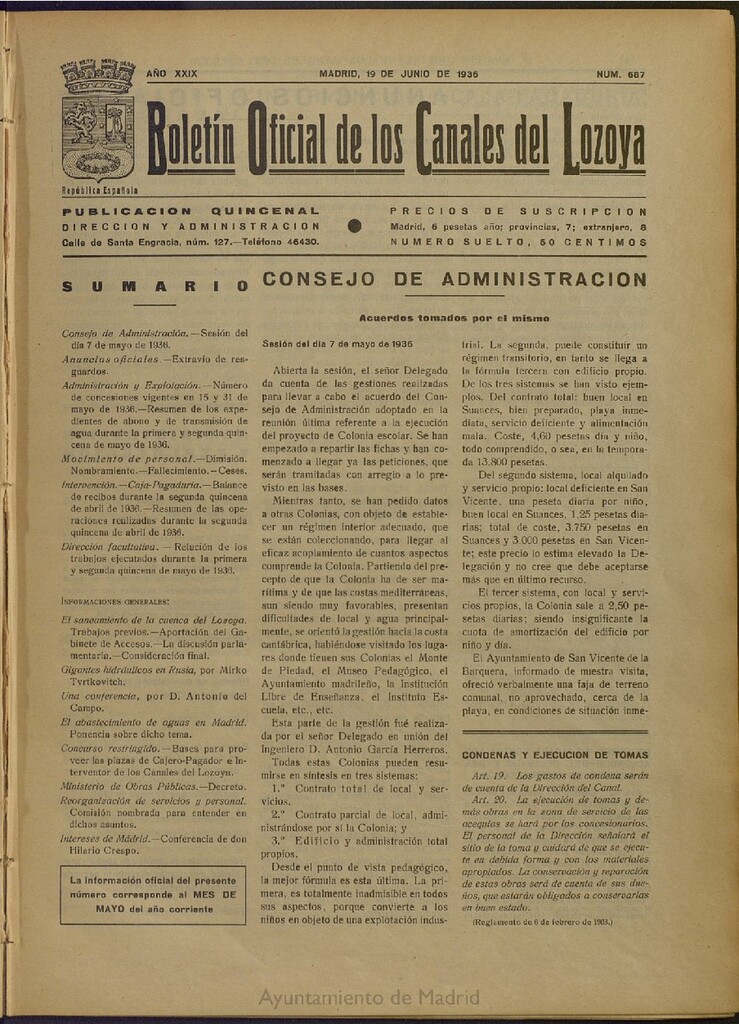 AÑO XXIX MADRID, 19 DE JUNIO DE 1936 NUM. 687
Boletín Oficial de los Canales del Lozoya
República Española
PUBLICACION QUINCENAL
DIRECCION Y ADMINISTRACION
Calle de Santa Engracia, núm. 127.—Teléfono 46430.
PRECIOS DE SUSCRIPCION
Madrid, 6 pesetas año; provincias, 7; extranjero, 8
NUMERO SUELTO, 50 CENTIMOS
SUMARIO
Consejo de Administración.—Sesión del
día 7 de mayo de 1936.
Anuncios oficiales.—Extravío de res-
guardos.
Administración y Explotación.—Número
de concesiones vigentes en 15 y 31 de
mayo de 1936.—Resumen de los expe-
dientes de abono y de transmisión de
agua durante la primera y segunda quin-
cena de mayo de 1936.
Movimiento de personal.—Dimisión.
Nombramiento.—Fallecimiento.—Ceses.
Intervención.—Caja-Pagaduría.—Balance
de recibos durante la segunda quincena
de abril de 1936.—Resumen de las ope-
raciones realizadas durante la segunda
quincena de abril de 1936.
Dirección facultativa.—Relación de los
trabajos ejecutados durante la primera
y segunda quincena de mayo de 1936.
INFORMACIONES GENERALES:
El saneamiento de la cuenca del Lozoya.
Trabajos previos.—Aportación del Ga-
binete de Accesos.—La discusión parla-
mentaria.—Consideración final.
Gigantes hidráulicos en Rusia, por Mirko
Tvrtkovitch.
Una conferencia, por D. Antonio del
Campo.
El abastecimiento de aguas en Madrid.
Ponencia sobre dicho tema.
Concurso restringido.—Bases para pro-
veer las plazas de Cajero-Pagador e In-
terventor de los Canales del Lozoya.
Ministerio de Obras Públicas.—Decreto.
Reorganización de servicios y personal.
Comisión nombrada para entender en
dichos asuntos.
Intereses de Madrid.—Conferencia de don
Hilario Crespo.
La información oficial del presente
número corresponde al MES DE
MAYO del año corriente
CONSEJO DE ADMINISTRACION
Acuerdos tomados por el mismo
Sesión del día 7 de mayo de 1936
Abierta la sesión, el señor Delegado
da cuenta de las gestiones realizadas
para llevar a cabo el acuerdo del Con-
sejo de Administración adoptado en la
reunión última referente a la ejecución
del proyecto de Colonia escolar. Se han
empezado a repartir las fichas y han co-
menzado a llegar ya las peticiones, que
serán tramitadas con arreglo a lo pre-
visto en las bases.
Mientras tanto, se han pedido datos
a otras Colonias, con objeto de estable-
cer un régimen interior adecuado, que
se están coleccionando, para llegar al
eficaz acoplamiento de cuantos aspectos
comprende la Colonia. Partiendo del pre-
cepto de que la Colonia ha de ser ma-
rítima y de que las costas mediterráneas,
aun siendo muy favorables, presentan
dificultades de local y agua principal-
mente, se orientó la gestión hacia la costa
cantábrica, habiéndose visitado los luga-
res donde tienen sus Colonias el Monte
de Piedad, el Museo Pedagógico, el
Ayuntamiento madrileño, la Institución
Libre de Enseñanza, el Instituto Es-
cuela, etc., etc.
Esta parte de la gestión fué realiza-
da por el señor Delegado en unión del
Ingeniero D. Antonio García Herreros.
Todas estas Colonias pueden resu-
mirse en síntesis en tres sistemas:
1.º Contrato total de local y ser-
vicios.
2.º Contrato parcial de local, admi-
nistrándose por sí la Colonia; y
3.º Edificio y administración total
propios.
Desde el punto de vista pedagógico,
la mejor fórmula es esta última. La pri-
mera, es totalmente inadmisible en todos
sus aspectos, porque convierte a los
niños en objeto de una explotación indus-
trial. La segunda, puede constituir un
régimen transitorio, en tanto se llega a
la fórmula tercera con edificio propio.
De los tres sistemas se han visto ejem-
plos. Del contrato total: buen local en
Suances, bien preparado, playa inme-
diata, servicio deficiente y alimentación
mala. Coste, 4,60 pesetas día y niño,
todo comprendido, o sea, en la tempora-
da 13.800 pesetas.
Del segundo sistema, local alquilado
y servicio propio: local deficiente en San
Vicente, una peseta diaria por niño,
buen local en Suances, 1,25 pesetas dia-
rias; total de coste, 3.750 pesetas en
Suances y 3.000 pesetas en San Vicen-
te; este precio lo estima elevado la De-
legación y no cree que debe aceptarse
más que en último recurso.
El tercer sistema, con local y servi-
cios propios, la Colonia sale a 2,50 pe-
setas diarias; siendo insignificante la
cuota de amortización del edificio por
niño y día.
El Ayuntamiento de San Vicente de la
Barquera, informado de nuestra visita,
ofreció verbalmente una faja de terreno
comunal, no aprovechado, cerca de la
playa, en condiciones de situación inme-
CONDENAS Y EJECUCION DE TOMAS
Art. 19. Los gastos de condena serán
de cuenta de la Dirección del Canal.
Art. 20. La ejecución de tomas y de-
más obras en la zona de servicio de las
acequias se hará por los concesionarios.
El personal de la Dirección señalará el
sitio de la toma y cuidará de que se ejecu-
te en debida forma y con los materiales
apropiados. La conservación y reparación
de estas obras será de cuenta de sus due-
ños, que estarán obligados a conservarlas
en buen estado.
(Reglamento de 6 de febrero de 1903.)
Ayuntamiento de Madrid